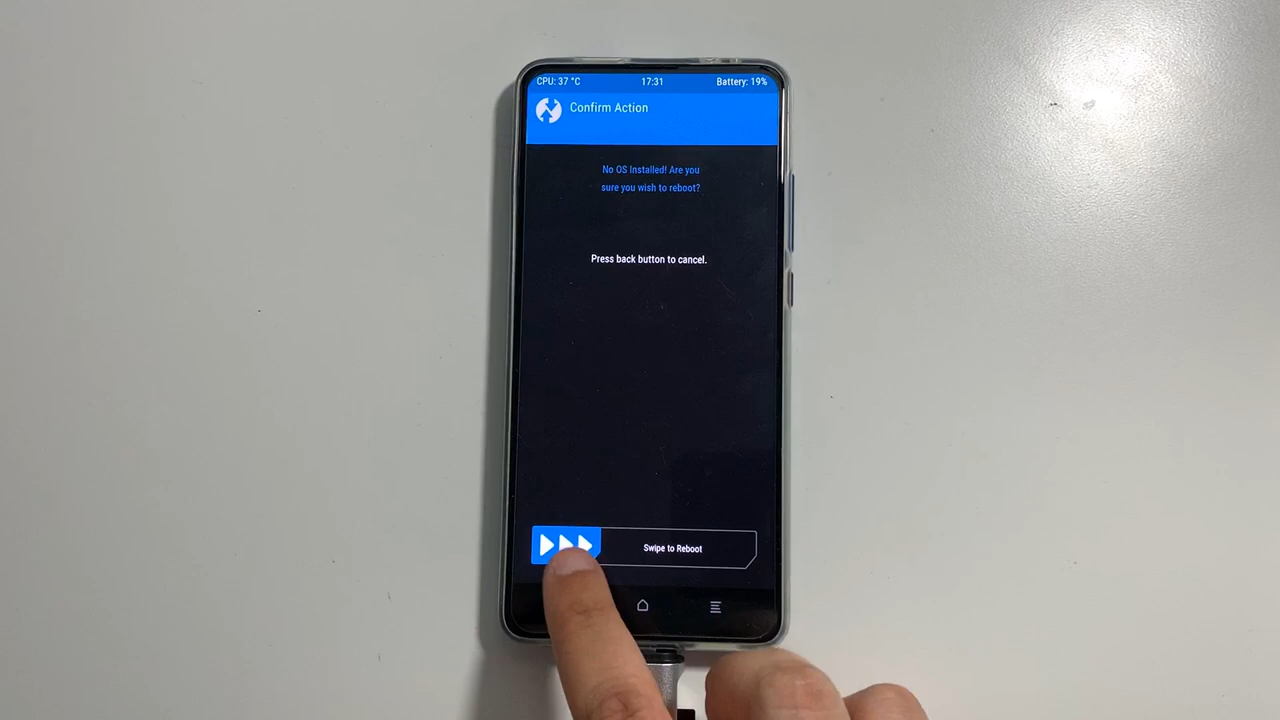 CPU: 37 °C 17:31 Battery: 19%
Confirm Action
No OS Installed! Are you
sure you wish to reboot?
Press back button to cancel.
Swipe to Reboot